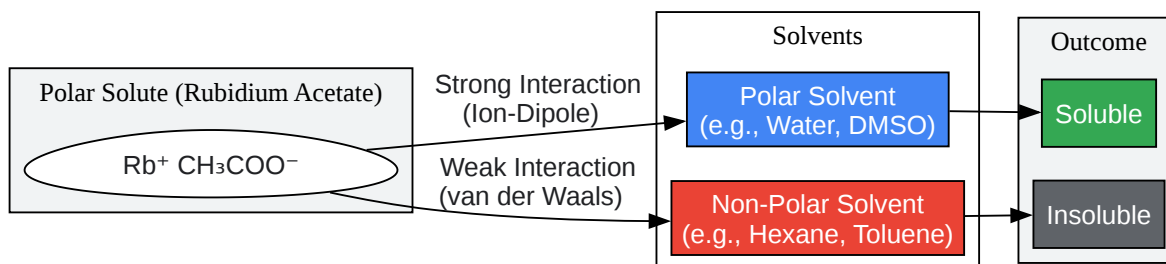 Polar Solute (Rubidium Acetate)
Rb⁺ CH₃COO⁻
Strong Interaction
(Ion-Dipole)
Weak Interaction
(van der Waals)
Solvents
Polar Solvent
(e.g., Water, DMSO)
Non-Polar Solvent
(e.g., Hexane, Toluene)
Outcome
Soluble
Insoluble